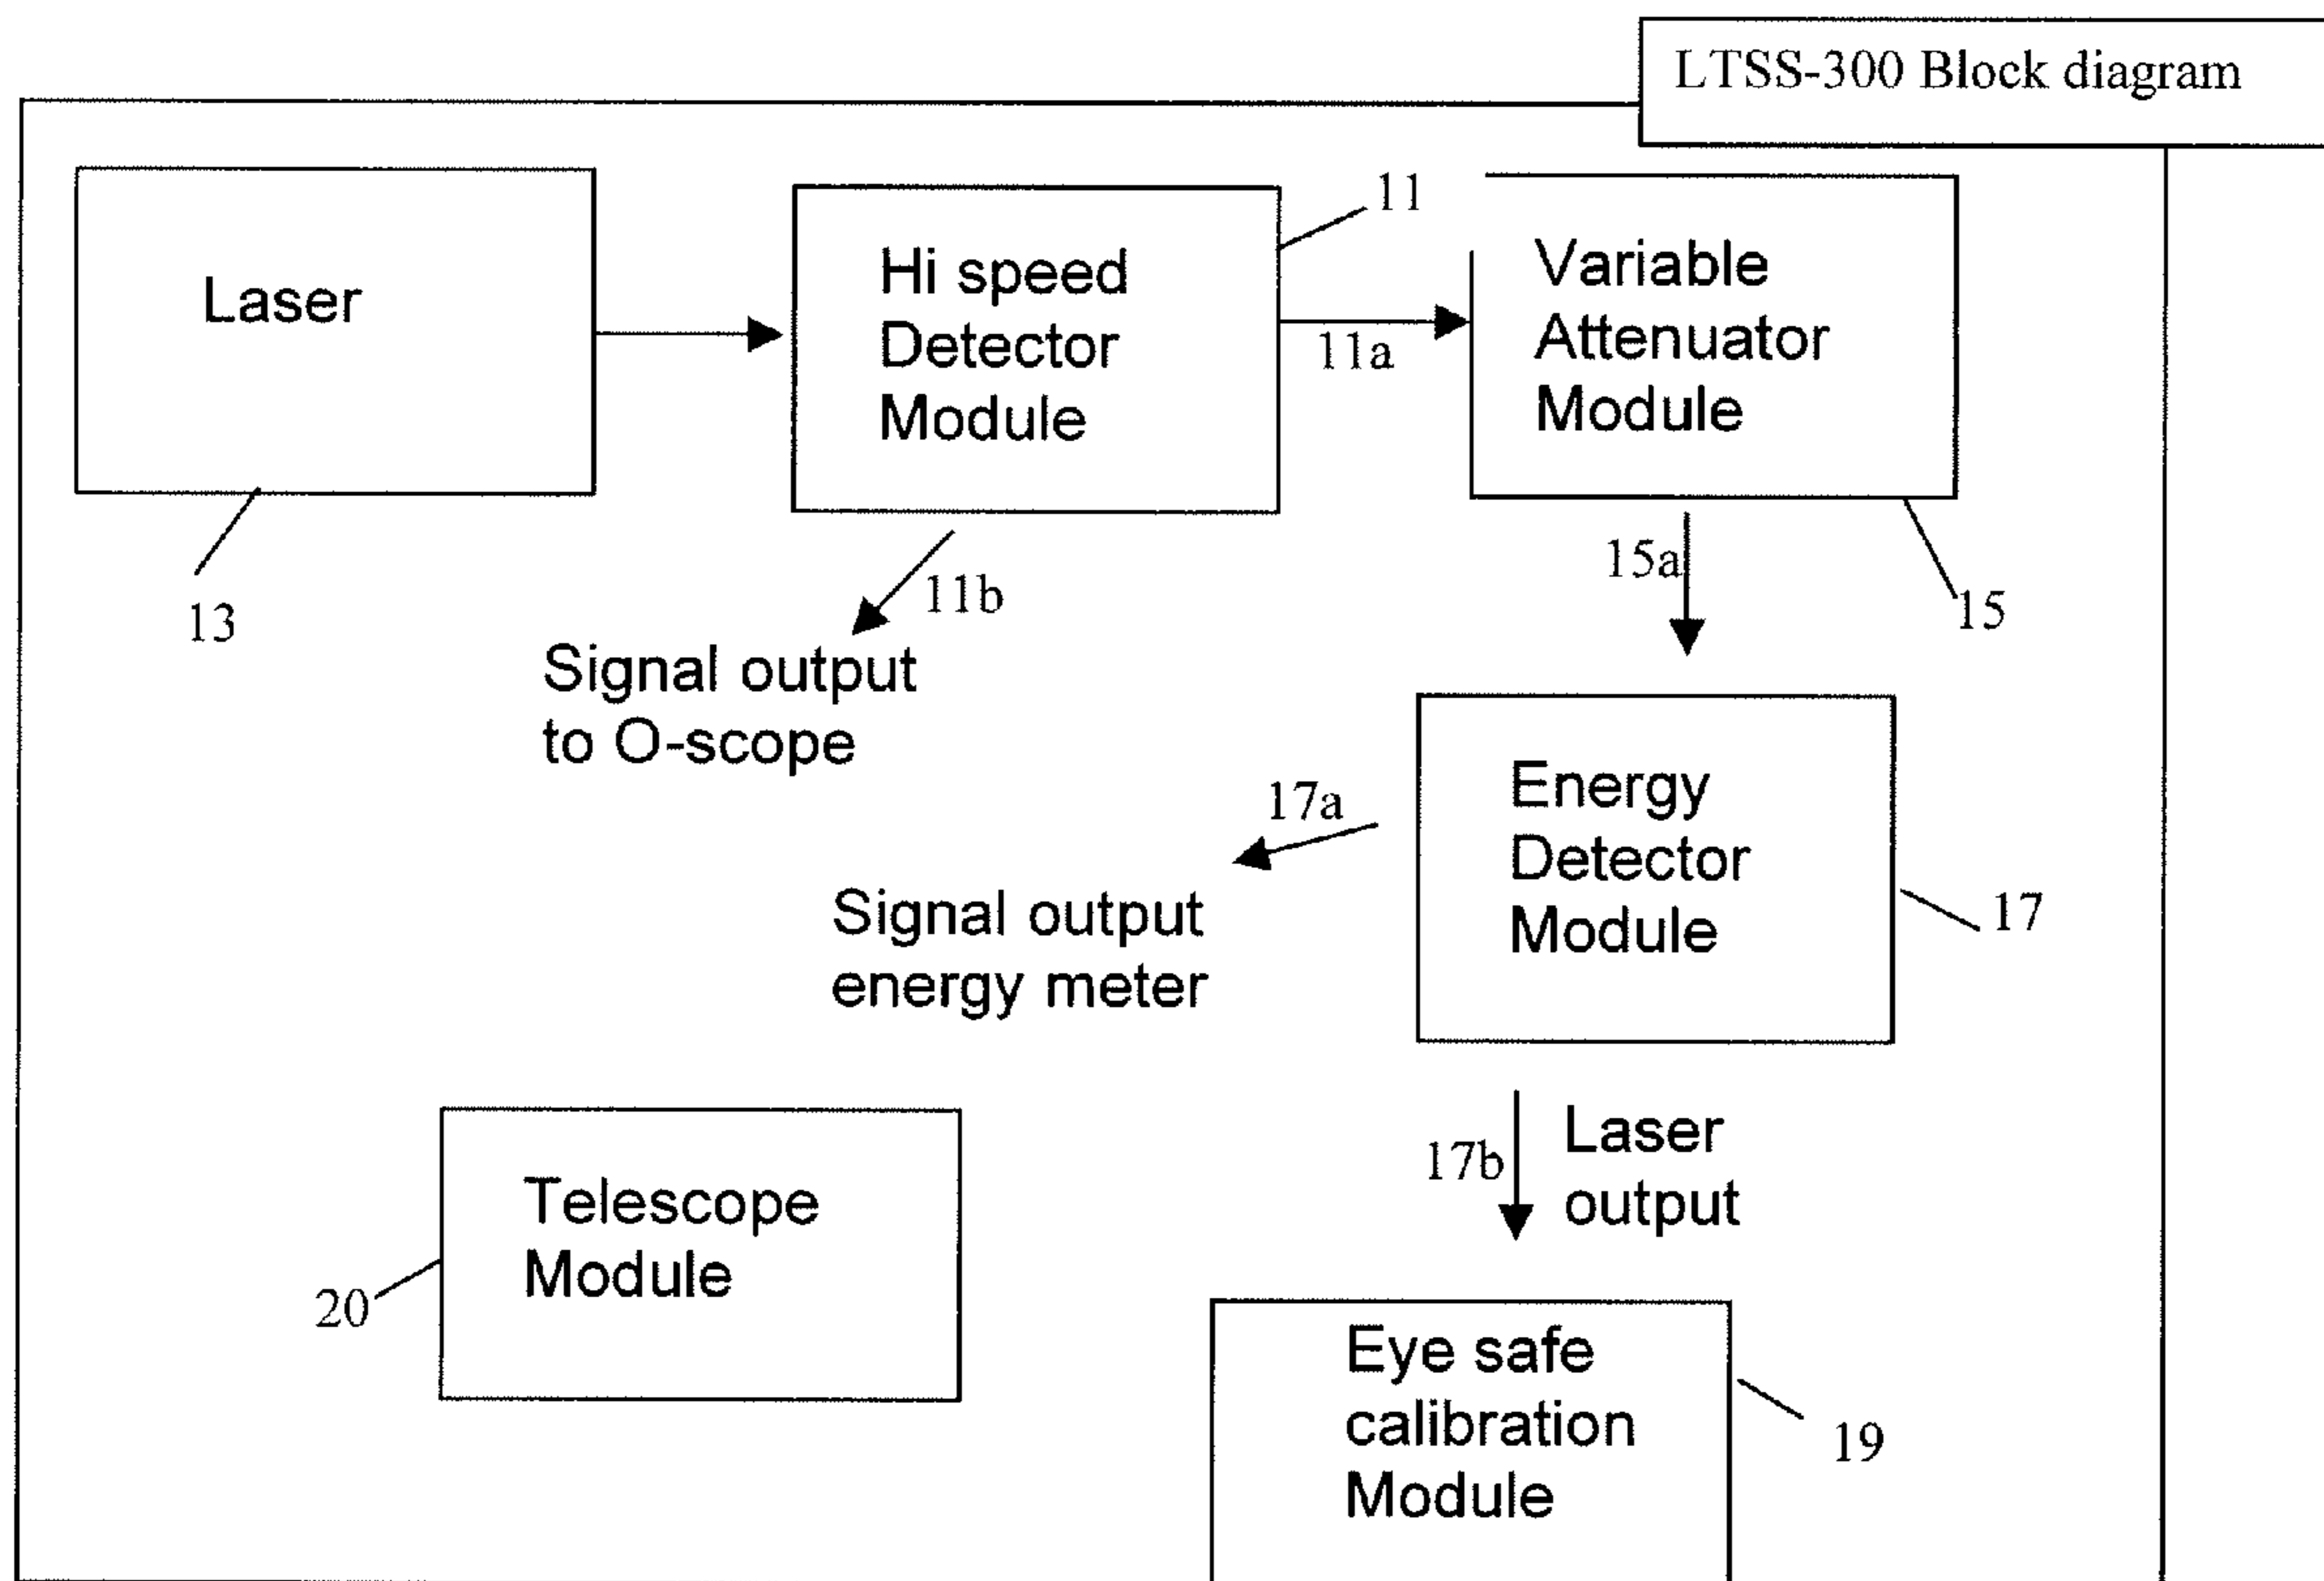 LTSS-300 Block diagram
Laser
13
Hi speed
Detector
Module
11
11a
11b
Signal output
to O-scope
Variable
Attenuator
Module
15
15a
Energy
Detector
Module
17
17a
Signal output
energy meter
17b
Laser
output
Telescope
Module
20
Eye safe
calibration
Module
19